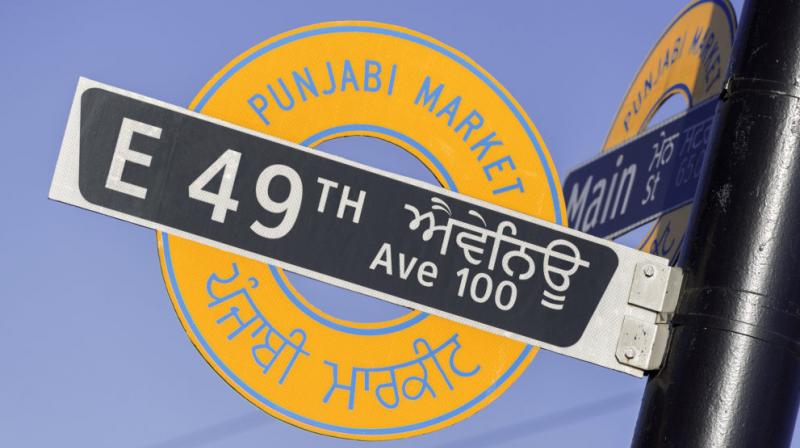 PUNJABI MARKET
E 49TH ਐਵੇਨਿਊ
Ave 100
ਪੰਜਾਬੀ ਮਾਰਕੀਟ
PUNJABI MARKET
Main ਮੇਨ
St